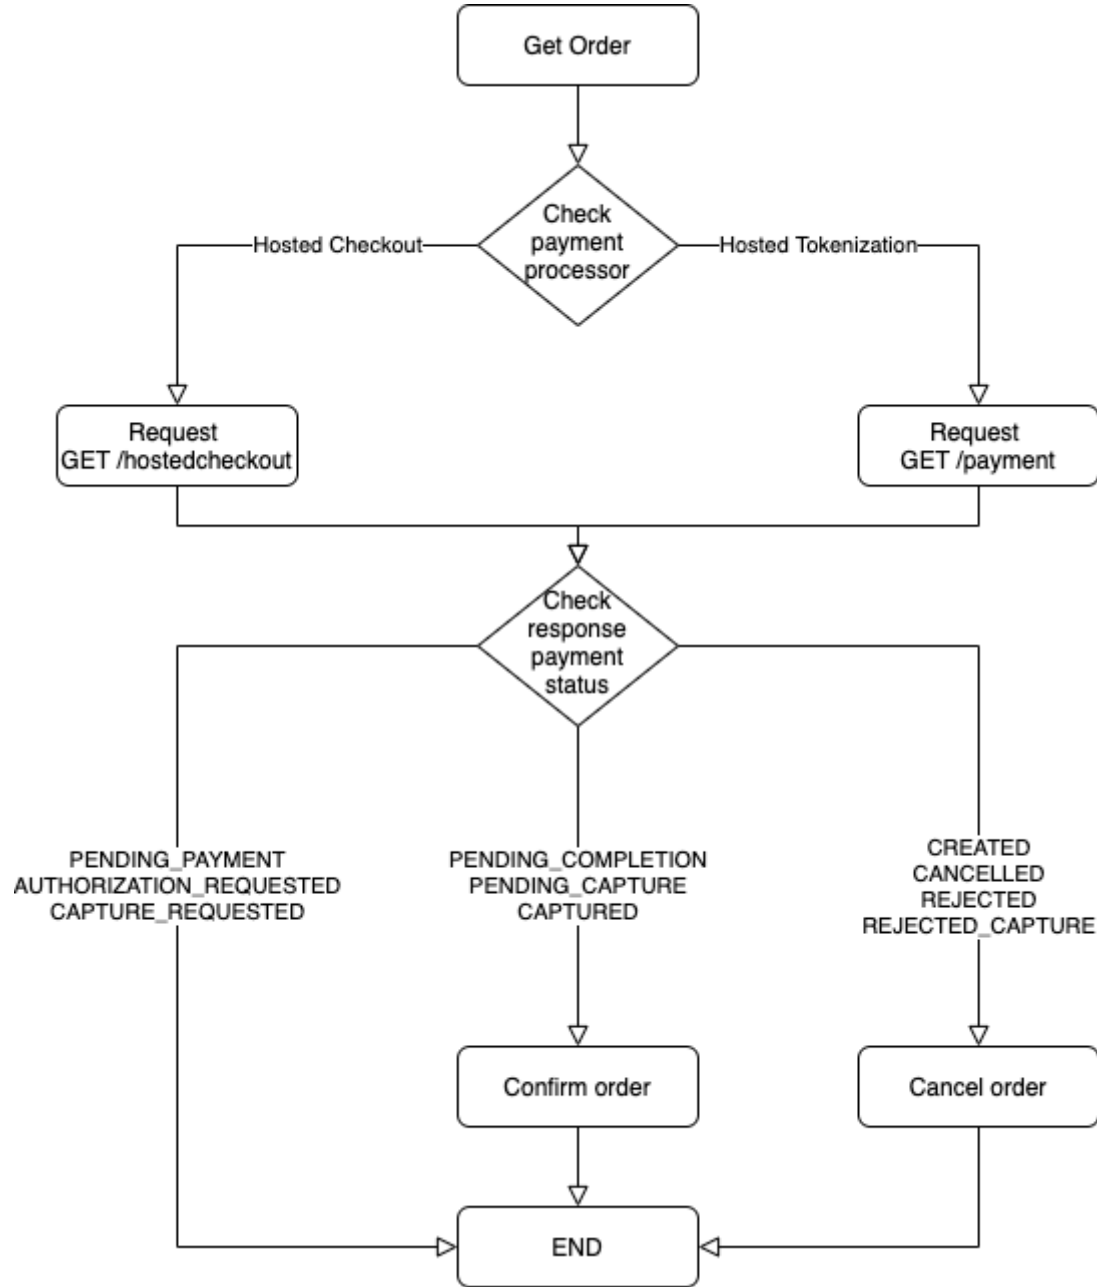 Get Order
Check
payment
processor
Hosted Checkout
Hosted Tokenization
Request
GET /hostedcheckout
Request
GET /payment
Check
response
payment
status
PENDING_PAYMENT
AUTHORIZATION_REQUESTED
CAPTURE_REQUESTED
PENDING_COMPLETION
PENDING_CAPTURE
CAPTURED
CREATED
CANCELLED
REJECTED
REJECTED_CAPTURE
Confirm order
Cancel order
END